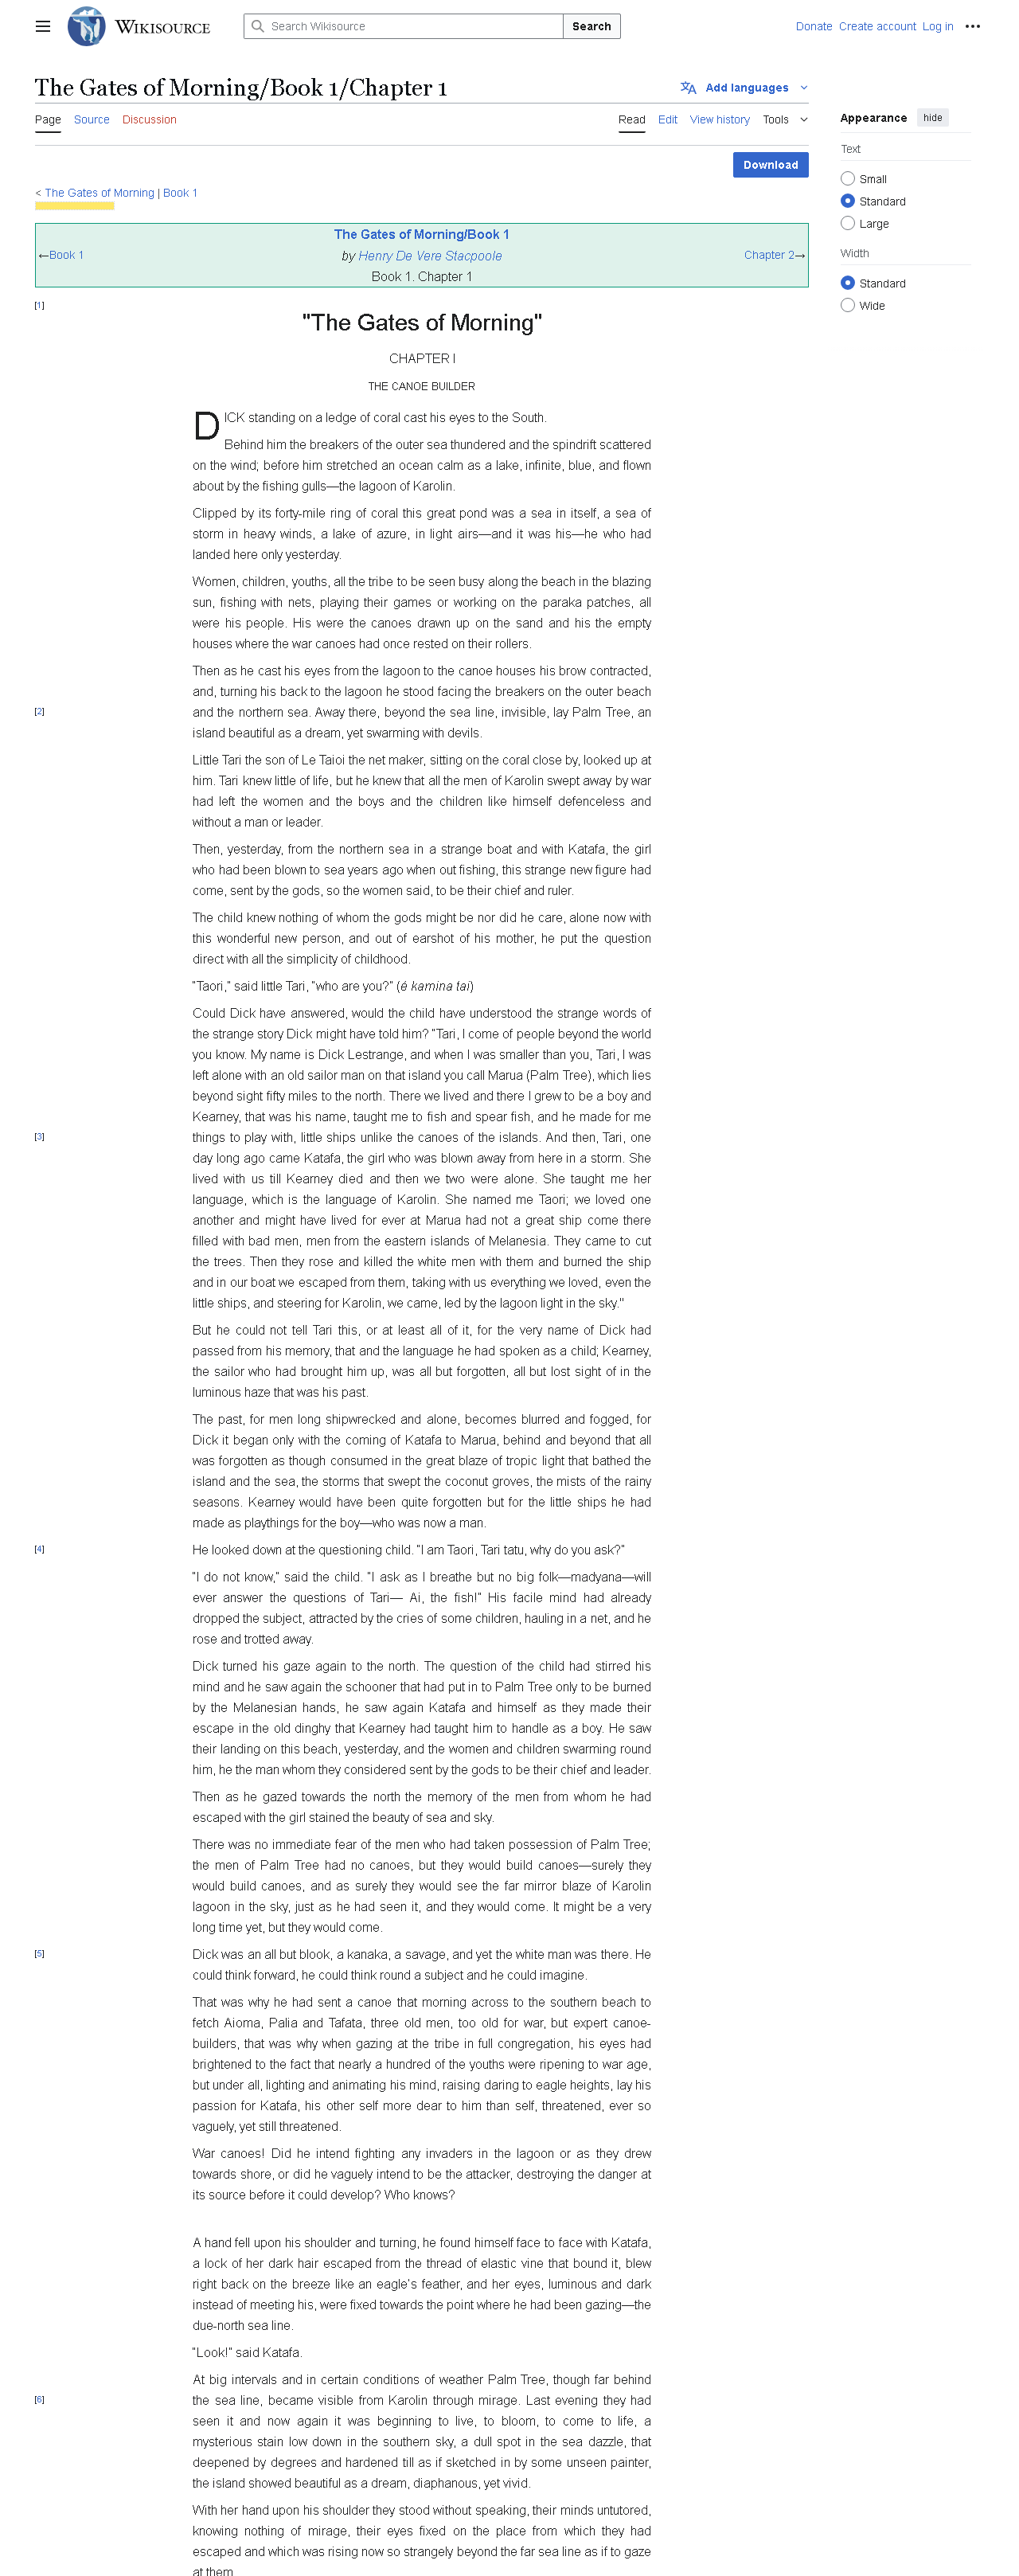 WIKISOURCE
Search Wikisource
Search
Donate Create account Log in
The Gates of Morning/Book 1/Chapter 1
Add languages
Page Source Discussion
Read Edit View history Tools
Appearance hide
Text
Small
Standard
Large
Width
Standard
Wide
Download
< The Gates of Morning | Book 1
The Gates of Morning/Book 1
←Book 1
by Henry De Vere Stacpoole
Chapter 2→
Book 1. Chapter 1
[1]
"The Gates of Morning"
CHAPTER I
THE CANOE BUILDER
DICK standing on a ledge of coral cast his eyes to the South.
Behind him the breakers of the outer sea thundered and the spindrift scattered
on the wind; before him stretched an ocean calm as a lake, infinite, blue, and flown
about by the fishing gulls—the lagoon of Karolin.
Clipped by its forty-mile ring of coral this great pond was a sea in itself, a sea of
storm in heavy winds, a lake of azure, in light airs—and it was his—he who had
landed here only yesterday.
Women, children, youths, all the tribe to be seen busy along the beach in the blazing
sun, fishing with nets, playing their games or working on the paraka patches, all
were his people. His were the canoes drawn up on the sand and his the empty
houses where the war canoes had once rested on their rollers.
Then as he cast his eyes from the lagoon to the canoe houses his brow contracted,
and, turning his back to the lagoon he stood facing the breakers on the outer beach
[2]
and the northern sea. Away there, beyond the sea line, invisible, lay Palm Tree, an
island beautiful as a dream, yet swarming with devils.
Little Tari the son of Le Taioi the net maker, sitting on the coral close by, looked up at
him. Tari knew little of life, but he knew that all the men of Karolin swept away by war
had left the women and the boys and the children like himself defenceless and
without a man or leader.
Then, yesterday, from the northern sea in a strange boat and with Katafa, the girl
who had been blown to sea years ago when out fishing, this strange new figure had
come, sent by the gods, so the women said, to be their chief and ruler.
The child knew nothing of whom the gods might be nor did he care, alone now with
this wonderful new person, and out of earshot of his mother, he put the question
direct with all the simplicity of childhood.
"Taori," said little Tari, "who are you?" (é kamina tai)
Could Dick have answered, would the child have understood the strange words of
the strange story Dick might have told him? "Tari, I come of people beyond the world
you know. My name is Dick Lestrange, and when I was smaller than you, Tari, I was
left alone with an old sailor man on that island you call Marua (Palm Tree), which lies
beyond sight fifty miles to the north. There we lived and there I grew to be a boy and
Kearney, that was his name, taught me to fish and spear fish, and he made for me
[3]
things to play with, little ships unlike the canoes of the islands. And then, Tari, one
day long ago came Katafa, the girl who was blown away from here in a storm. She
lived with us till Kearney died and then we two were alone. She taught me her
language, which is the language of Karolin. She named me Taori; we loved one
another and might have lived for ever at Marua had not a great ship come there
filled with bad men, men from the eastern islands of Melanesia. They came to cut
the trees. Then they rose and killed the white men with them and burned the ship
and in our boat we escaped from them, taking with us everything we loved, even the
little ships, and steering for Karolin, we came, led by the lagoon light in the sky."
But he could not tell Tari this, or at least all of it, for the very name of Dick had
passed from his memory, that and the language he had spoken as a child; Kearney,
the sailor who had brought him up, was all but forgotten, all but lost sight of in the
luminous haze that was his past.
The past, for men long shipwrecked and alone, becomes blurred and fogged, for
Dick it began only with the coming of Katafa to Marua, behind and beyond that all
was forgotten as though consumed in the great blaze of tropic light that bathed the
island and the sea, the storms that swept the coconut groves, the mists of the rainy
seasons. Kearney would have been quite forgotten but for the little ships he had
made as playthings for the boy—who was now a man.
[4]
He looked down at the questioning child. "I am Taori, Tari tatu, why do you ask?"
"I do not know," said the child. "I ask as I breathe but no big folk—madyana—will
ever answer the questions of Tari— Ai, the fish!" His facile mind had already
dropped the subject, attracted by the cries of some children, hauling in a net, and he
rose and trotted away.
Dick turned his gaze again to the north. The question of the child had stirred his
mind and he saw again the schooner that had put in to Palm Tree only to be burned
by the Melanesian hands, he saw again Katafa and himself as they made their
escape in the old dinghy that Kearney had taught him to handle as a boy. He saw
their landing on this beach, yesterday, and the women and children swarming round
him, he the man whom they considered sent by the gods to be their chief and leader.
Then as he gazed towards the north the memory of the men from whom he had
escaped with the girl stained the beauty of sea and sky.
There was no immediate fear of the men who had taken possession of Palm Tree;
the men of Palm Tree had no canoes, but they would build canoes—surely they
would build canoes, and as surely they would see the far mirror blaze of Karolin
lagoon in the sky, just as he had seen it, and they would come. It might be a very
long time yet, but they would come.
[5]
Dick was an all but blook, a kanaka, a savage, and yet the white man was there. He
could think forward, he could think round a subject and he could imagine.
That was why he had sent a canoe that morning across to the southern beach to
fetch Aioma, Palia and Tafata, three old men, too old for war, but expert canoe-
builders, that was why when gazing at the tribe in full congregation, his eyes had
brightened to the fact that nearly a hundred of the youths were ripening to war age,
but under all, lighting and animating his mind, raising daring to eagle heights, lay his
passion for Katafa, his other self more dear to him than self, threatened, ever so
vaguely, yet still threatened.
War canoes! Did he intend fighting any invaders in the lagoon or as they drew
towards shore, or did he vaguely intend to be the attacker, destroying the danger at
its source before it could develop? Who knows?
A hand fell upon his shoulder and turning, he found himself face to face with Katafa,
a lock of her dark hair escaped from the thread of elastic vine that bound it, blew
right back on the breeze like an eagle's feather, and her eyes, luminous and dark
instead of meeting his, were fixed towards the point where he had been gazing—the
due-north sea line.
"Look!" said Katafa.
At big intervals and in certain conditions of weather Palm Tree, though far behind
[6]
the sea line, became visible from Karolin through mirage. Last evening they had
seen it and now again it was beginning to live, to bloom, to come to life, a
mysterious stain low down in the southern sky, a dull spot in the sea dazzle, that
deepened by degrees and hardened till as if sketched in by some unseen painter,
the island showed beautiful as a dream, diaphanous, yet vivid.
With her hand upon his shoulder they stood without speaking, their minds untutored,
knowing nothing of mirage, their eyes fixed on the place from which they had
escaped and which was rising now so strangely beyond the far sea line as if to gaze
at them